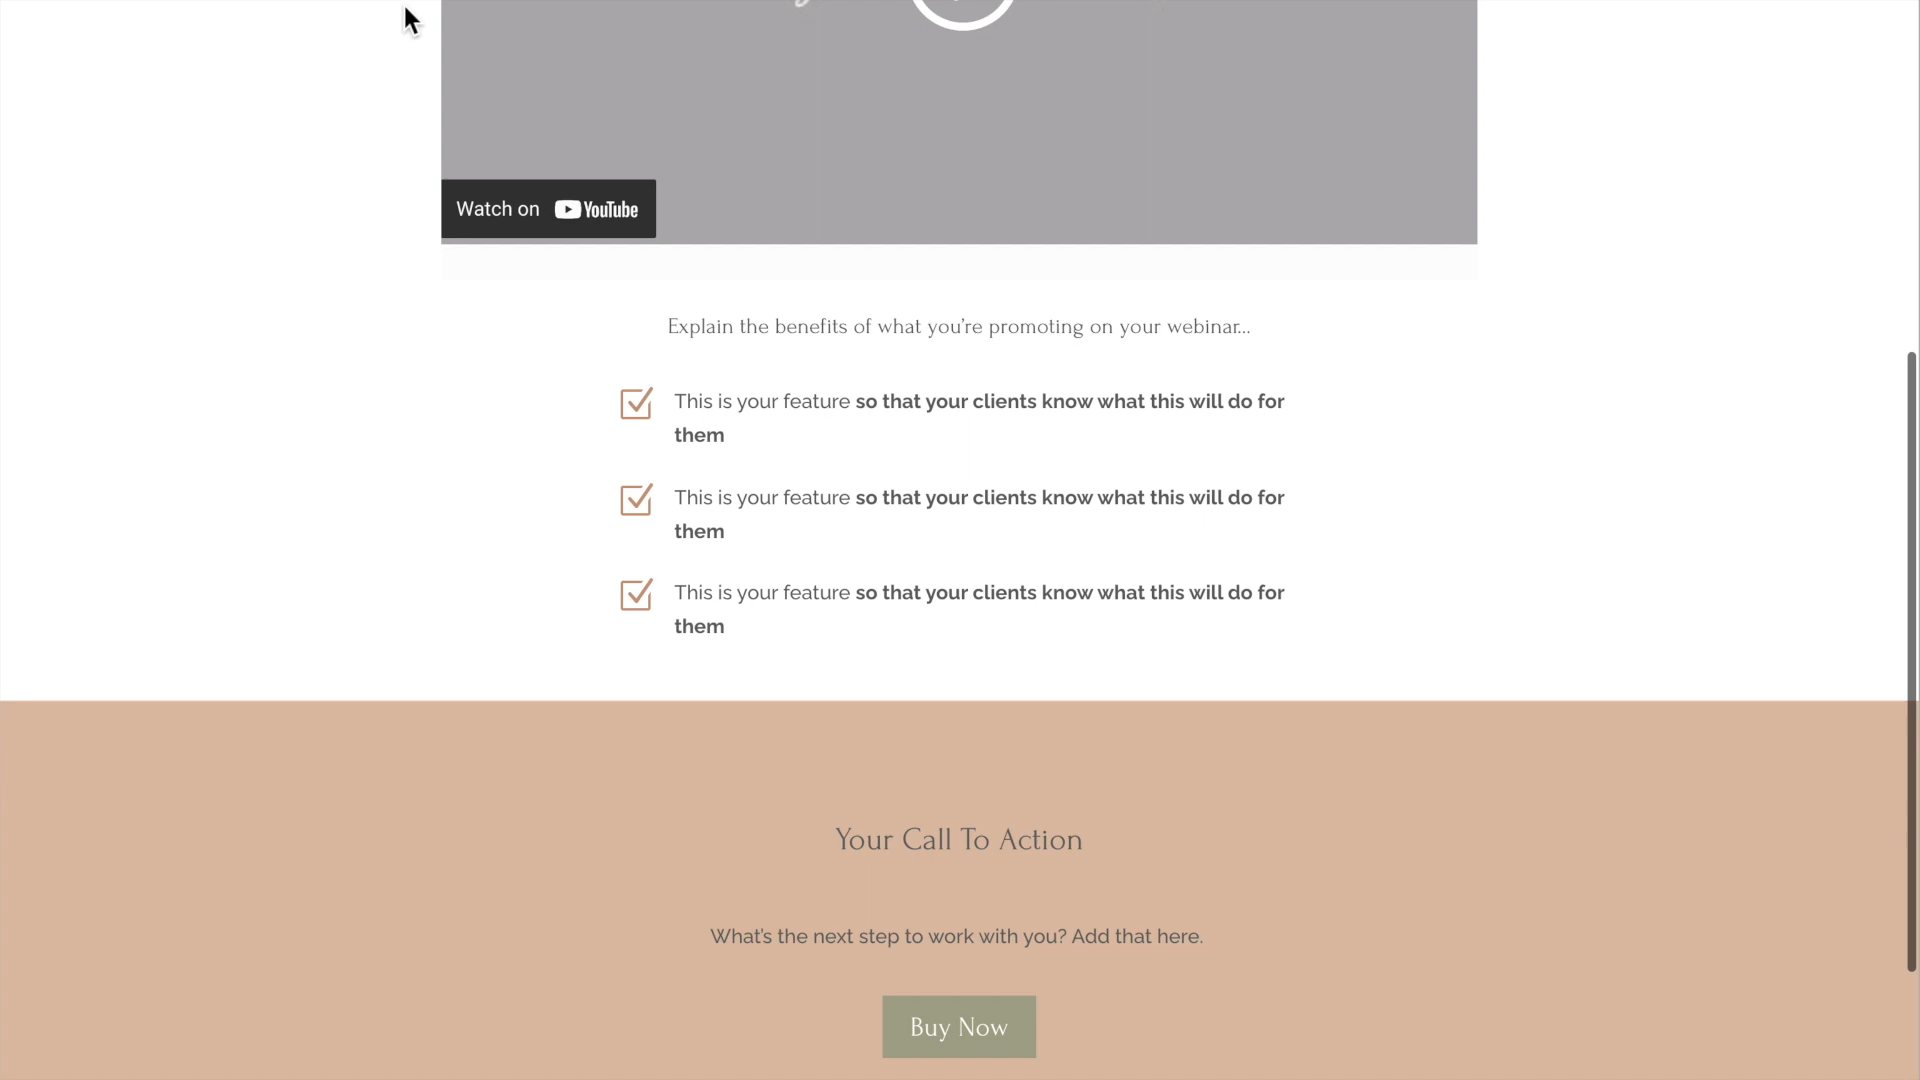 Watch on YouTube
Explain the benefits of what you're promoting on your webinar...
This is your feature so that your clients know what this will do for
them
This is your feature so that your clients know what this will do for
them
This is your feature so that your clients know what this will do for
them
Your Call To Action
What's the next step to work with you? Add that here.
Buy Now